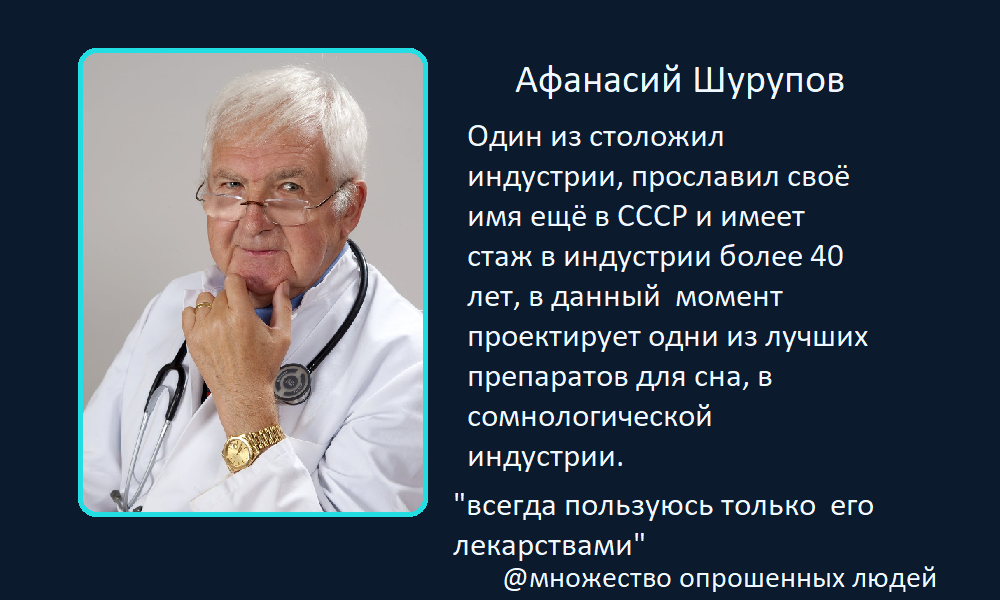 Афанасий Шурупов
Один из столожил
индустрии, прославил своё
имя ещё в СССР и имеет
стаж в индустрии более 40
лет, в данный  момент
проектирует одни из лучших
препаратов для сна, в
сомнологической
индустрии.
"всегда пользуюсь только  его
лекарствами"
@множество опрошенных людей